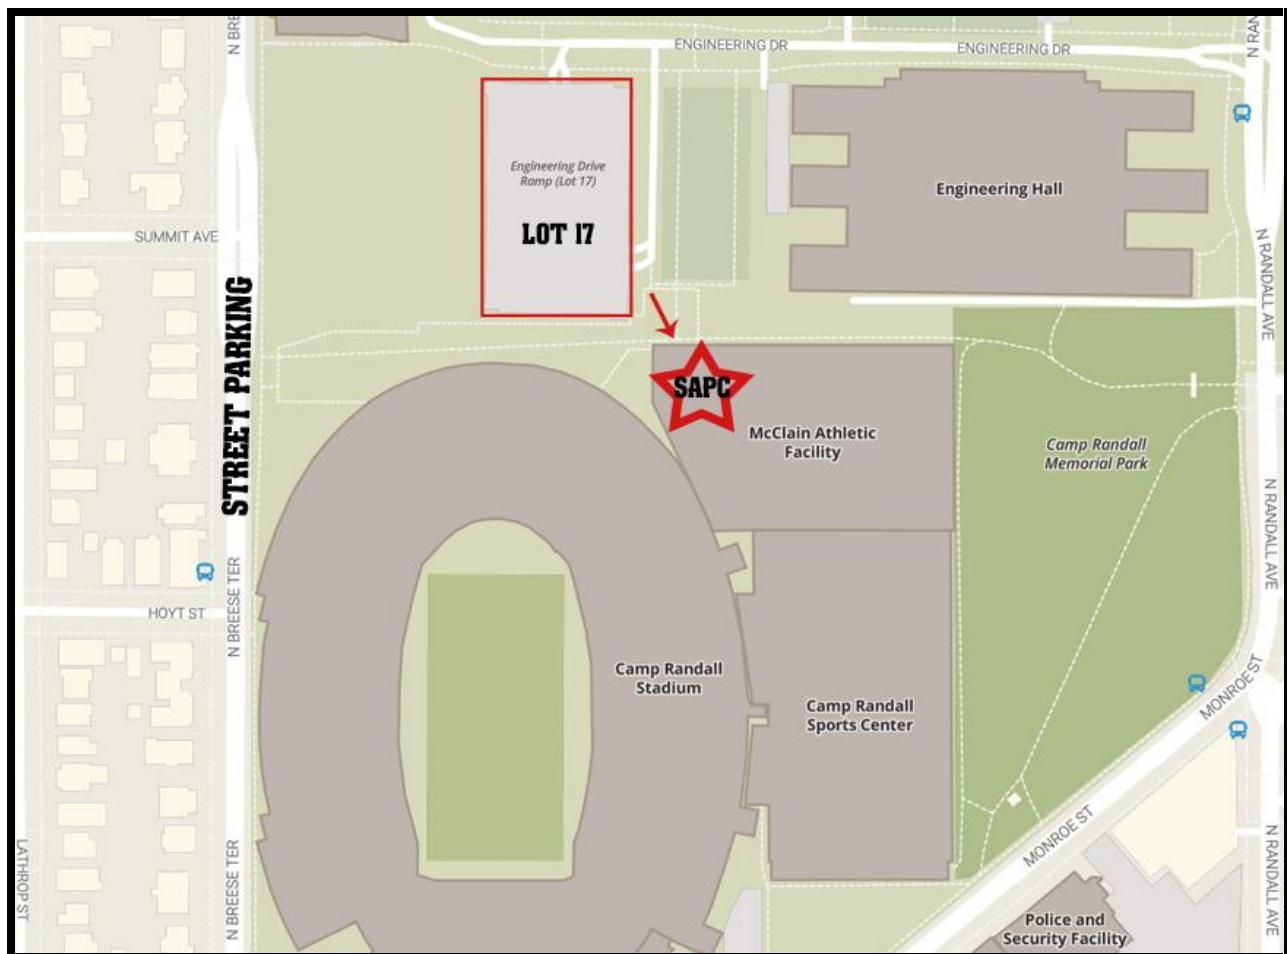 N BRE
ENGINEERING DR
ENGINEERING DR
N RAN
Engineering Drive
Ramp (Lot 17)
LOT 17
Engineering Hall
SUMMIT AVE
N RANDALL AVE
STREET PARKING
SAPC
McClain Athletic
Facility
Camp Randall
Memorial Park
N RANDALL AVE
HOYT ST
N BREESE TER
Camp Randall
Stadium
Camp Randall
Sports Center
MONROE ST
MONROE ST
LATHROP ST
N BREESE TER
N RANDALL AVE
Police and
Security Facility